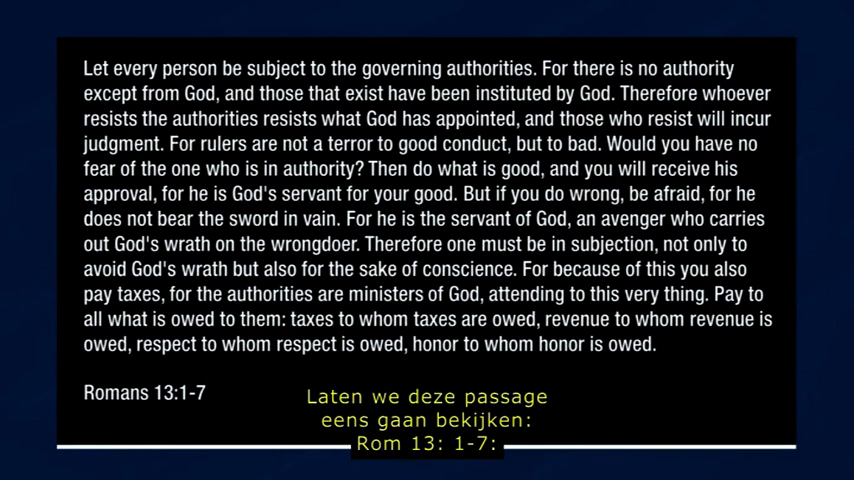 Let every person be subject to the governing authorities. For there is no authority
except from God, and those that exist have been instituted by God. Therefore whoever
resists the authorities resists what God has appointed, and those who resist will incur
judgment. For rulers are not a terror to good conduct, but to bad. Would you have no
fear of the one who is in authority? Then do what is good, and you will receive his
approval, for he is God's servant for your good. But if you do wrong, be afraid, for he
does not bear the sword in vain. For he is the servant of God, an avenger who carries
out God's wrath on the wrongdoer. Therefore one must be in subjection, not only to
avoid God's wrath but also for the sake of conscience. For because of this you also
pay taxes, for the authorities are ministers of God, attending to this very thing. Pay to
all what is owed to them: taxes to whom taxes are owed, revenue to whom revenue is
owed, respect to whom respect is owed, honor to whom honor is owed.
Romans 13:1-7
Laten we deze passage
eens gaan bekijken:
Rom 13: 1-7: